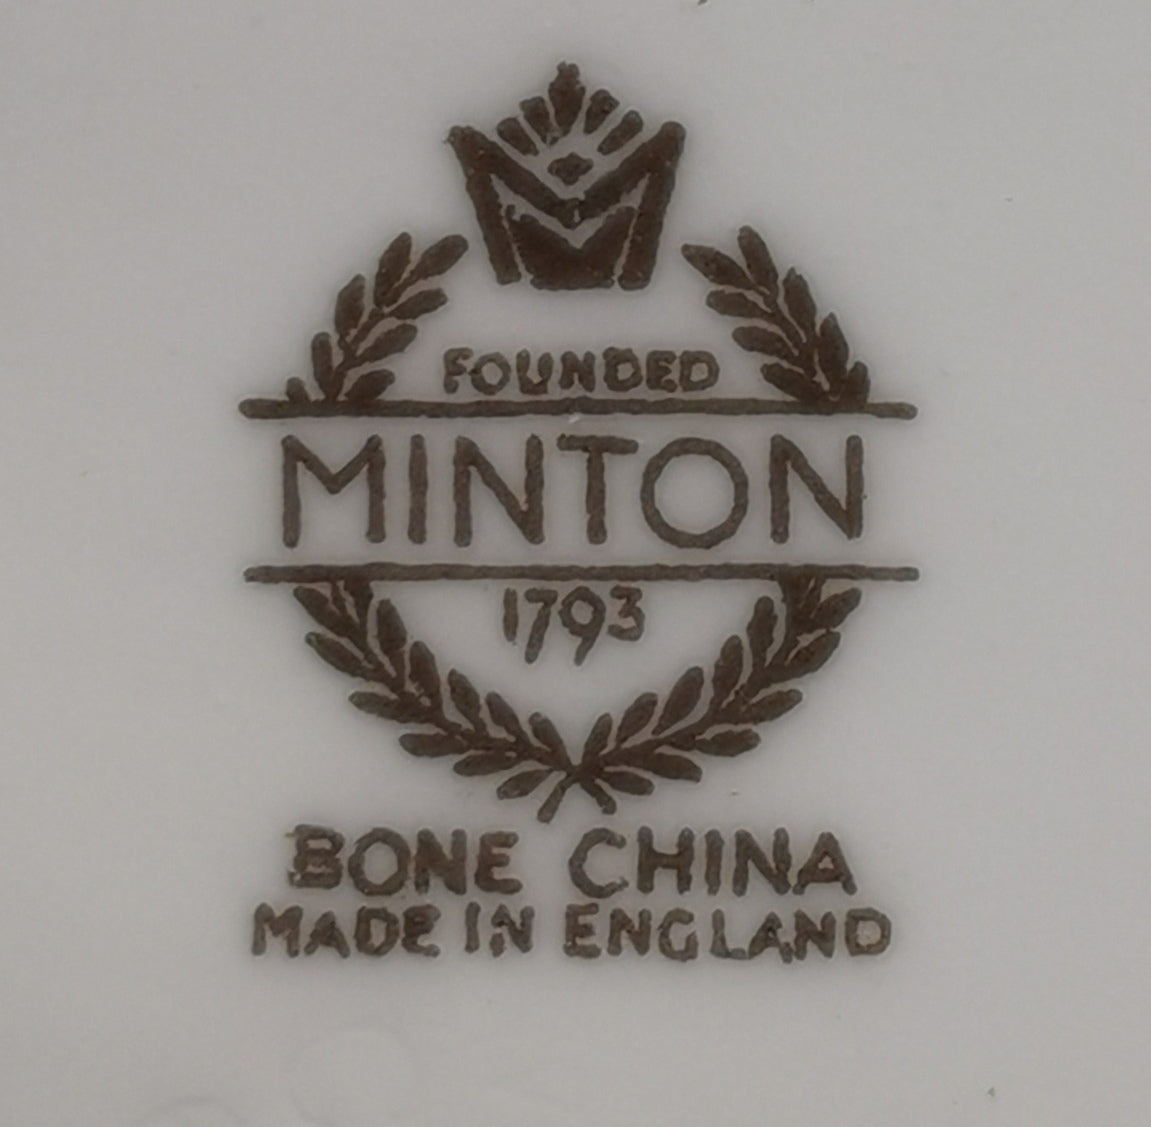 FOUNDED
MINTON
1793
BONE CHINA
MADE IN ENGLAND